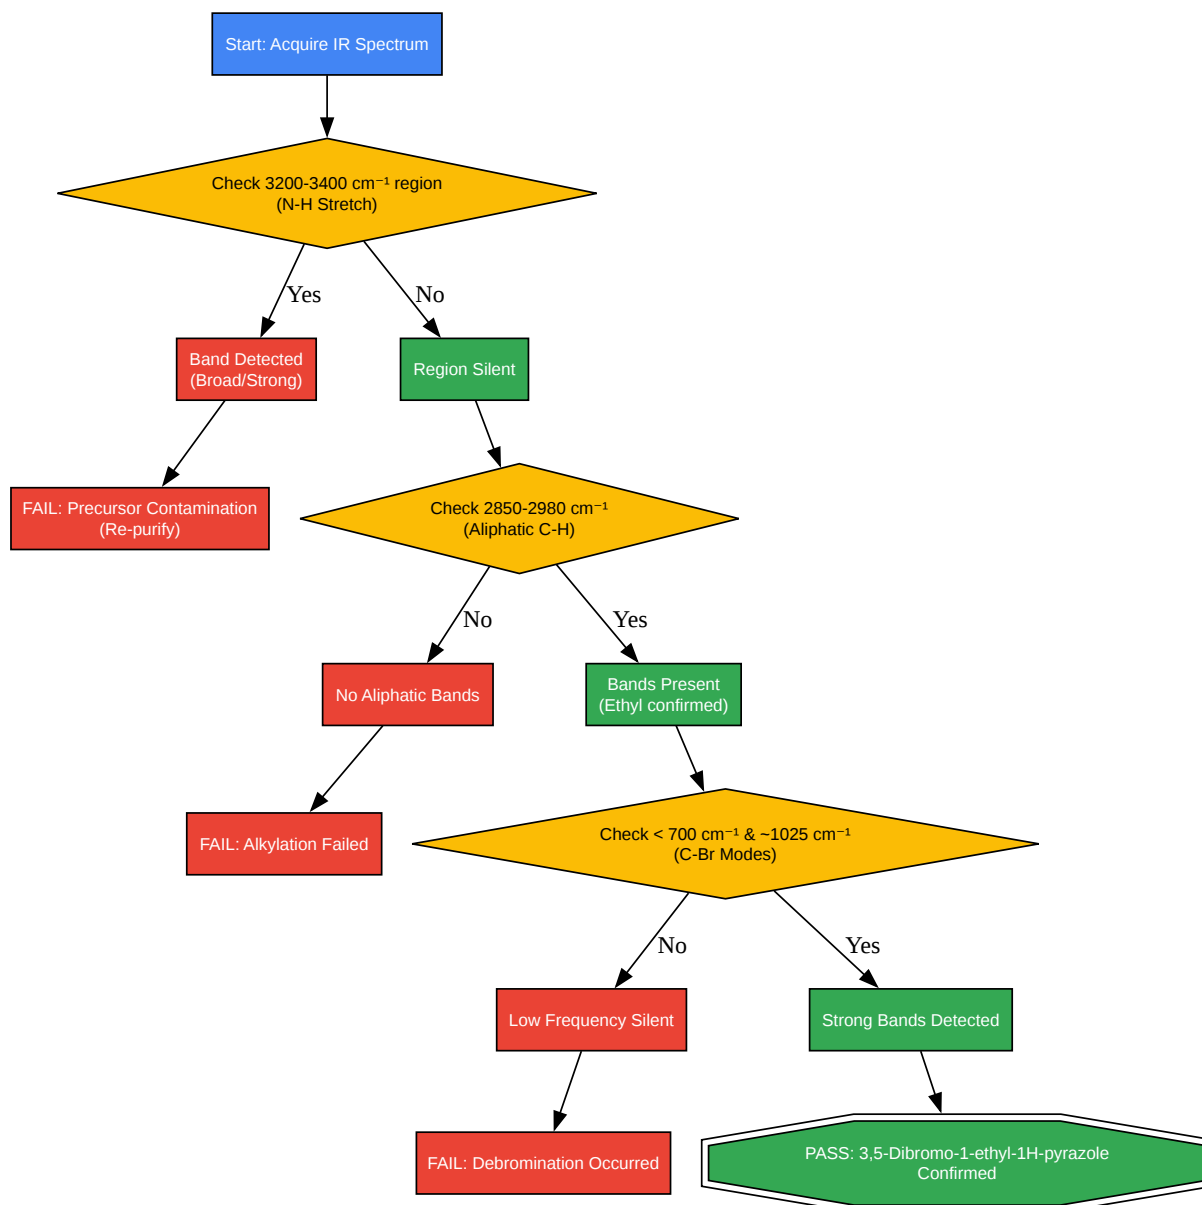 Start: Acquire IR Spectrum
Check 3200-3400 cm⁻¹ region
(N-H Stretch)
Yes
No
Band Detected
(Broad/Strong)
Region Silent
FAIL: Precursor Contamination
(Re-purify)
Check 2850-2980 cm⁻¹
(Aliphatic C-H)
No
Yes
No Aliphatic Bands
Bands Present
(Ethyl confirmed)
FAIL: Alkylation Failed
Check < 700 cm⁻¹ & ~1025 cm⁻¹
(C-Br Modes)
No
Yes
Low Frequency Silent
Strong Bands Detected
FAIL: Debromination Occurred
PASS: 3,5-Dibromo-1-ethyl-1H-pyrazole
Confirmed